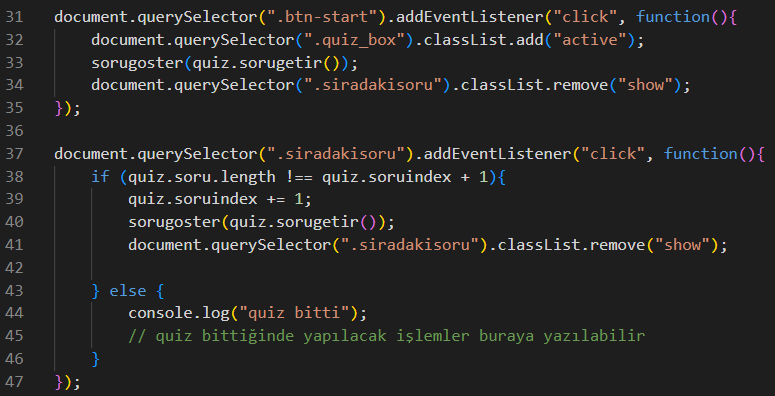 31 document.querySelector(".btn-start").addEventListener("click", function(){
32     document.querySelector(".quiz_box").classList.add("active");
33     sorugoster(quiz.sorugetir());
34     document.querySelector(".siradakisoru").classList.remove("show");
35 });
36
37 document.querySelector(".siradakisoru").addEventListener("click", function(){
38     if (quiz.soru.length !== quiz.soruindex + 1){
39         quiz.soruindex += 1;
40         sorugoster(quiz.sorugetir());
41         document.querySelector(".siradakisoru").classList.remove("show");
42
43     } else {
44         console.log("quiz bitti");
45         // quiz bittiğinde yapılacak işlemler buraya yazılabilir
46     }
47 });